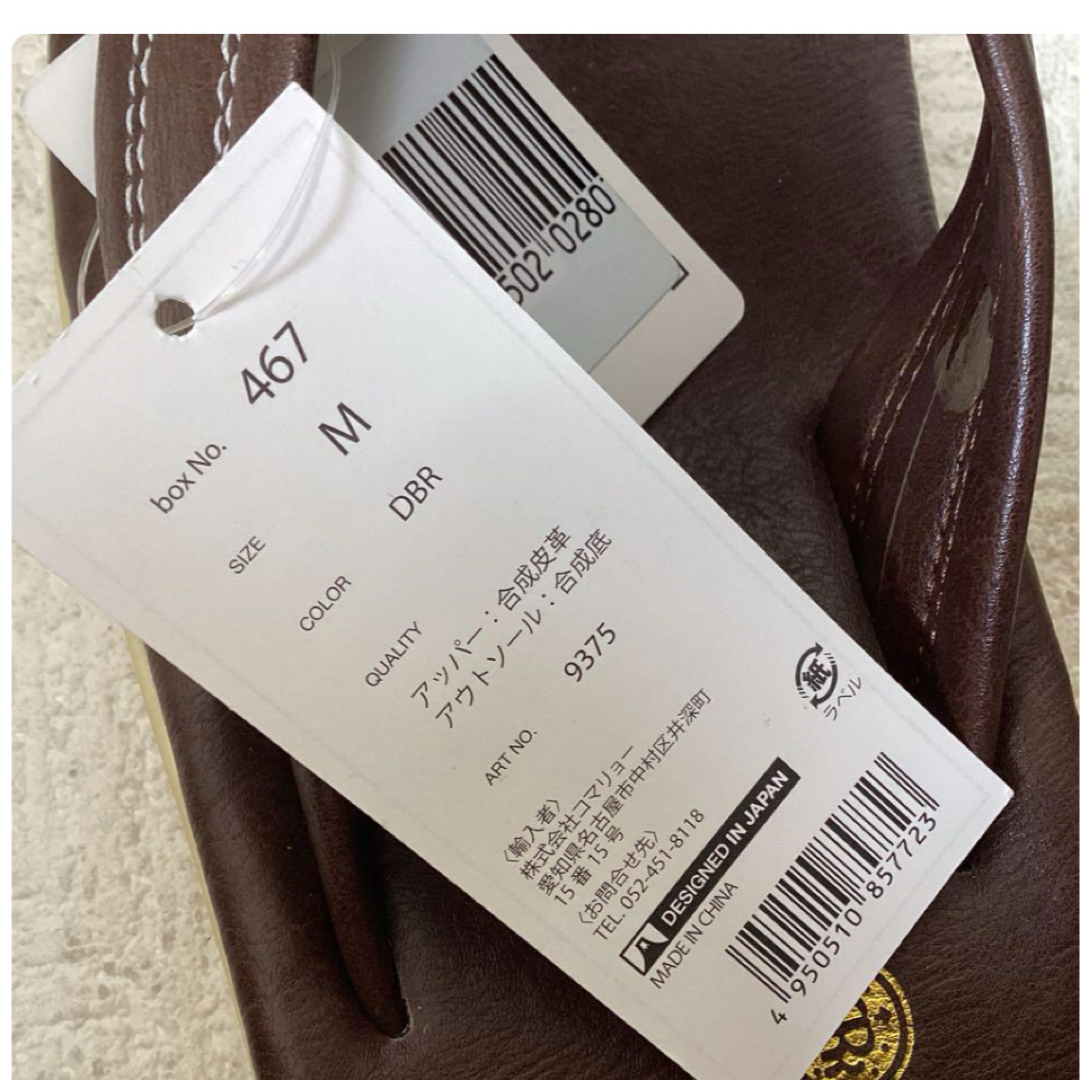 502 0280
box No. 467
SIZE M
COLOR DBR
QUALITY
アッパー：合成皮革
アウトソール：合成底
ART NO. 9375
〈輸入者〉
株式会社コマリョー
愛知県名古屋市中村区井深町
15番15号
〈お問合せ先〉
TEL. 052-451-8118
DESIGNED IN JAPAN
MADE IN CHINA
紙
ラベル
4 950510 857723